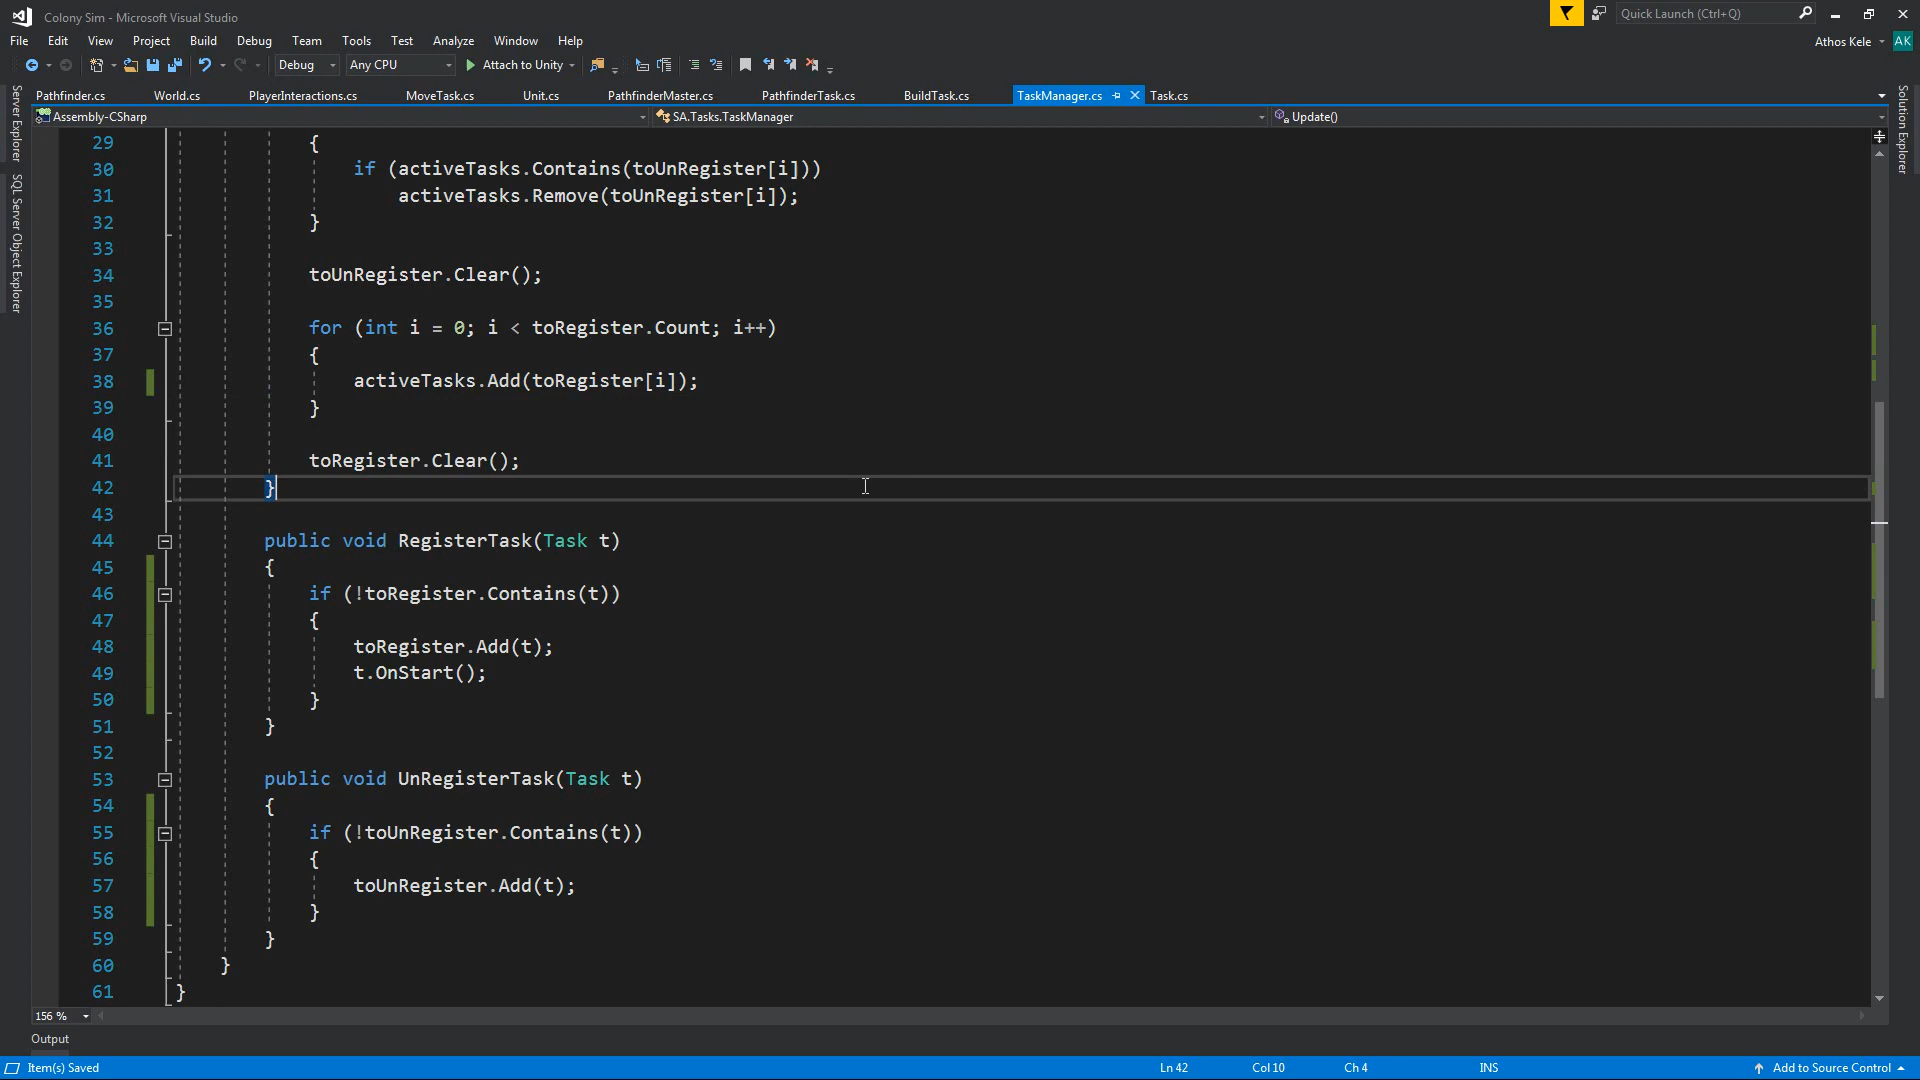 Colony Sim - Microsoft Visual Studio
Quick Launch (Ctrl+Q)
File Edit View Project Build Debug Team Tools Test Analyze Window Help
Athos Kele AK
Debug Any CPU Attach to Unity
Pathfinder.cs World.cs PlayerInteractions.cs MoveTask.cs Unit.cs PathfinderMaster.cs PathfinderTask.cs BuildTask.cs TaskManager.cs Task.cs
Assembly-CSharp SA.Tasks.TaskManager Update()
Server Explorer
SQL Server Object Explorer
Solution Explorer
29 {
30 if (activeTasks.Contains(toUnRegister[i]))
31 activeTasks.Remove(toUnRegister[i]);
32 }
33
34 toUnRegister.Clear();
35
36 for (int i = 0; i < toRegister.Count; i++)
37 {
38 activeTasks.Add(toRegister[i]);
39 }
40
41 toRegister.Clear();
42 }
43
44 public void RegisterTask(Task t)
45 {
46 if (!toRegister.Contains(t))
47 {
48 toRegister.Add(t);
49 t.OnStart();
50 }
51 }
52
53 public void UnRegisterTask(Task t)
54 {
55 if (!toUnRegister.Contains(t))
56 {
57 toUnRegister.Add(t);
58 }
59 }
60 }
61 }
156 %
Output
Item(s) Saved Ln 42 Col 10 Ch 4 INS Add to Source Control